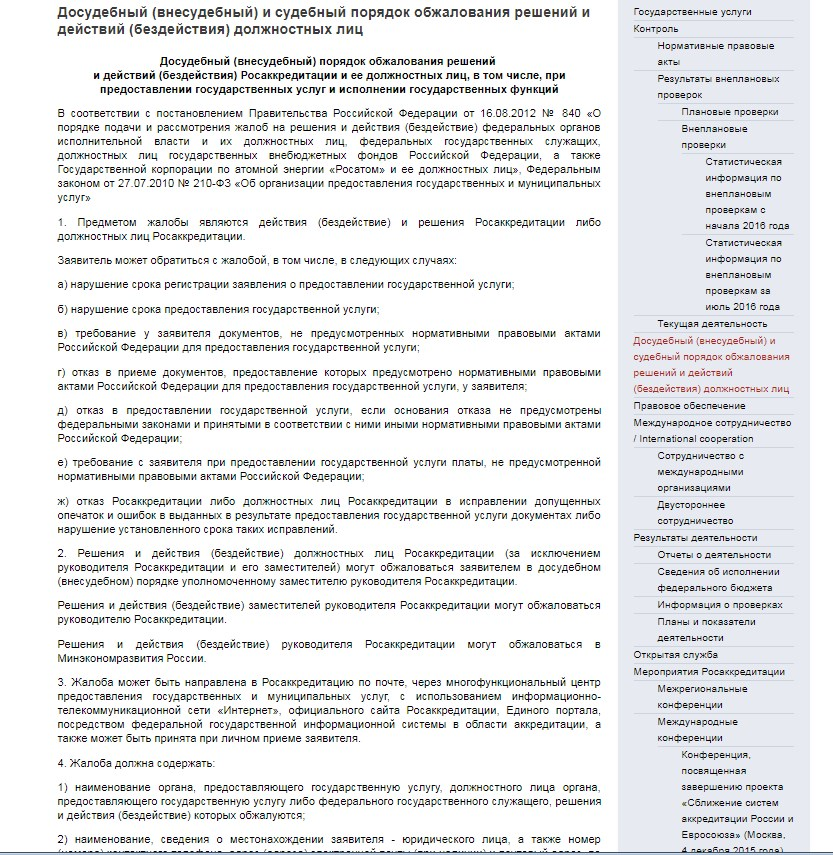 Досудебный (внесудебный) и судебный порядок обжалования решений и
действий (бездействия) должностных лиц
Досудебный (внесудебный) порядок обжалования решений
и действий (бездействия) Росаккредитации и ее должностных лиц, в том числе, при
предоставлении государственных услуг и исполнении государственных функций
В соответствии с постановлением Правительства Российской Федерации от 16.08.2012 № 840 «О
порядке подачи и рассмотрения жалоб на решения и действия (бездействие) федеральных органов
исполнительной власти и их должностных лиц, федеральных государственных служащих,
должностных лиц государственных внебюджетных фондов Российской Федерации, а также
Государственной корпорации по атомной энергии «Росатом» и ее должностных лиц», Федеральным
законом от 27.07.2010 № 210-ФЗ «Об организации предоставления государственных и муниципальных
услуг»
1. Предметом жалобы являются действия (бездействие) и решения Росаккредитации либо
должностных лиц Росаккредитации.
Заявитель может обратиться с жалобой, в том числе, в следующих случаях:
а) нарушение срока регистрации заявления о предоставлении государственной услуги;
б) нарушение срока предоставления государственной услуги;
в) требование у заявителя документов, не предусмотренных нормативными правовыми актами
Российской Федерации для предоставления государственной услуги;
г) отказ в приеме документов, предоставление которых предусмотрено нормативными правовыми
актами Российской Федерации для предоставления государственной услуги, у заявителя;
д) отказ в предоставлении государственной услуги, если основания отказа не предусмотрены
федеральными законами и принятыми в соответствии с ними иными нормативными правовыми актами
Российской Федерации;
е) требование с заявителя при предоставлении государственной услуги платы, не предусмотренной
нормативными правовыми актами Российской Федерации;
ж) отказ Росаккредитации либо должностных лиц Росаккредитации в исправлении допущенных
опечаток и ошибок в выданных в результате предоставления государственной услуги документах либо
нарушение установленного срока таких исправлений.
2. Решения и действия (бездействие) должностных лиц Росаккредитации (за исключением
руководителя Росаккредитации и его заместителей) могут обжаловаться заявителем в досудебном
(внесудебном) порядке уполномоченному заместителю руководителя Росаккредитации.
Решения и действия (бездействие) заместителей руководителя Росаккредитации могут обжаловаться
руководителю Росаккредитации.
Решения и действия (бездействие) руководителя Росаккредитации могут обжаловаться в
Минэкономразвития России.
3. Жалоба может быть направлена в Росаккредитацию по почте, через многофункциональный центр
предоставления государственных и муниципальных услуг, с использованием информационно-
телекоммуникационной сети «Интернет», официального сайта Росаккредитации, Единого портала,
посредством федеральной государственной информационной системы в области аккредитации, а
также может быть принята при личном приеме заявителя.
4. Жалоба должна содержать:
1) наименование органа, предоставляющего государственную услугу, должностного лица органа,
предоставляющего государственную услугу либо федерального государственного служащего, решения
и действия (бездействие) которых обжалуются;
2) наименование, сведения о местонахождении заявителя - юридического лица, а также номер
(номера) контактного телефона, адрес (адреса) электронной почты (при наличии) и почтовый адрес, по
Государственные услуги
Контроль
Нормативные правовые
акты
Результаты внеплановых
проверок
Плановые проверки
Внеплановые
проверки
Статистическая
информация по
внеплановым
проверкам с
начала 2016 года
Статистическая
информация по
внеплановым
проверкам за
июль 2016 года
Текущая деятельность
Досудебный (внесудебный) и
судебный порядок обжалования
решений и действий
(бездействия) должностных лиц
Правовое обеспечение
Международное сотрудничество
/ International cooperation
Сотрудничество с
международными
организациями
Двустороннее
сотрудничество
Результаты деятельности
Отчеты о деятельности
Сведения об исполнении
федерального бюджета
Информация о проверках
Планы и показатели
деятельности
Открытая служба
Мероприятия Росаккредитации
Межрегиональные
конференции
Международные
конференции
Конференция,
посвященная
завершению проекта
«Сближение систем
аккредитации России и
Евросоюза» (Москва,
4 декабря 2015 года)